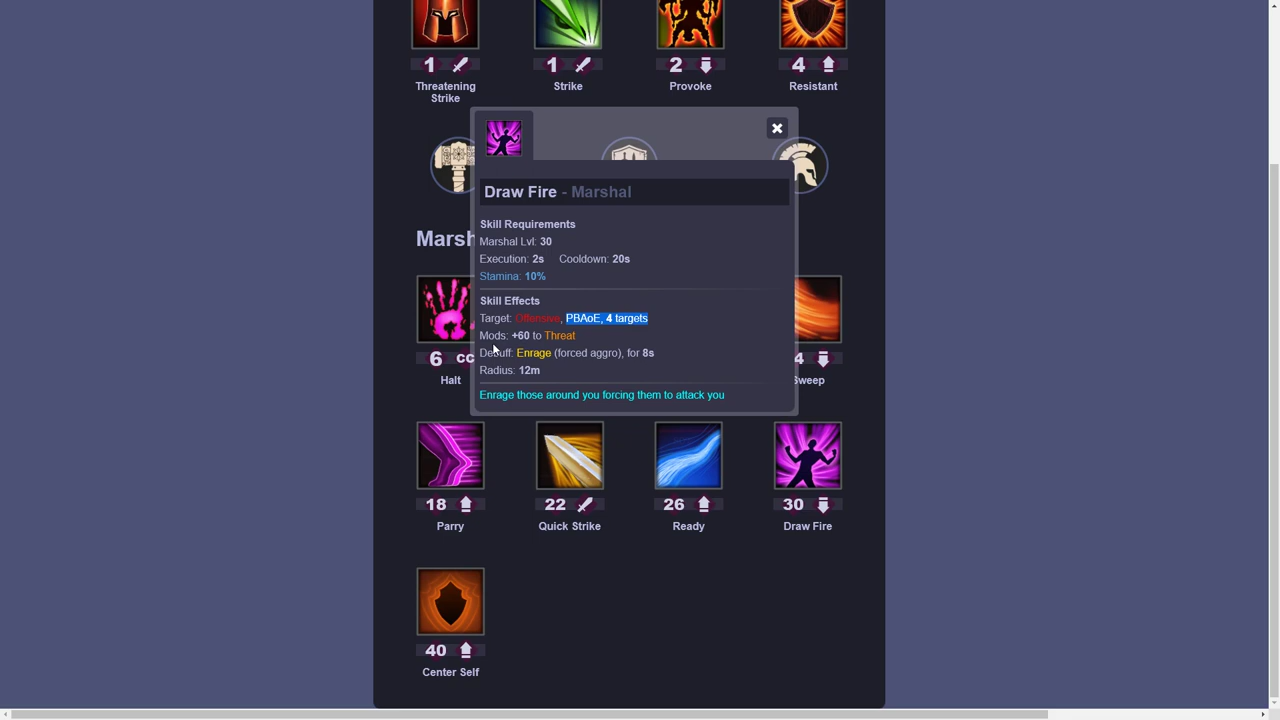 1
1
2
4
Threatening
Strike
Strike
Provoke
Resistant
Draw Fire - Marshal
Skill Requirements
Marshal Lvl: 30
Execution: 2s Cooldown: 20s
Stamina: 10%
Skill Effects
Target: Offensive, PBAoE, 4 targets
Mods: +60 to Threat
Debuff: Enrage (forced aggro), for 8s
Radius: 12m
Enrage those around you forcing them to attack you
Marsh
6 CC
4
Halt
Sweep
18
22
26
30
Parry
Quick Strike
Ready
Draw Fire
40
Center Self